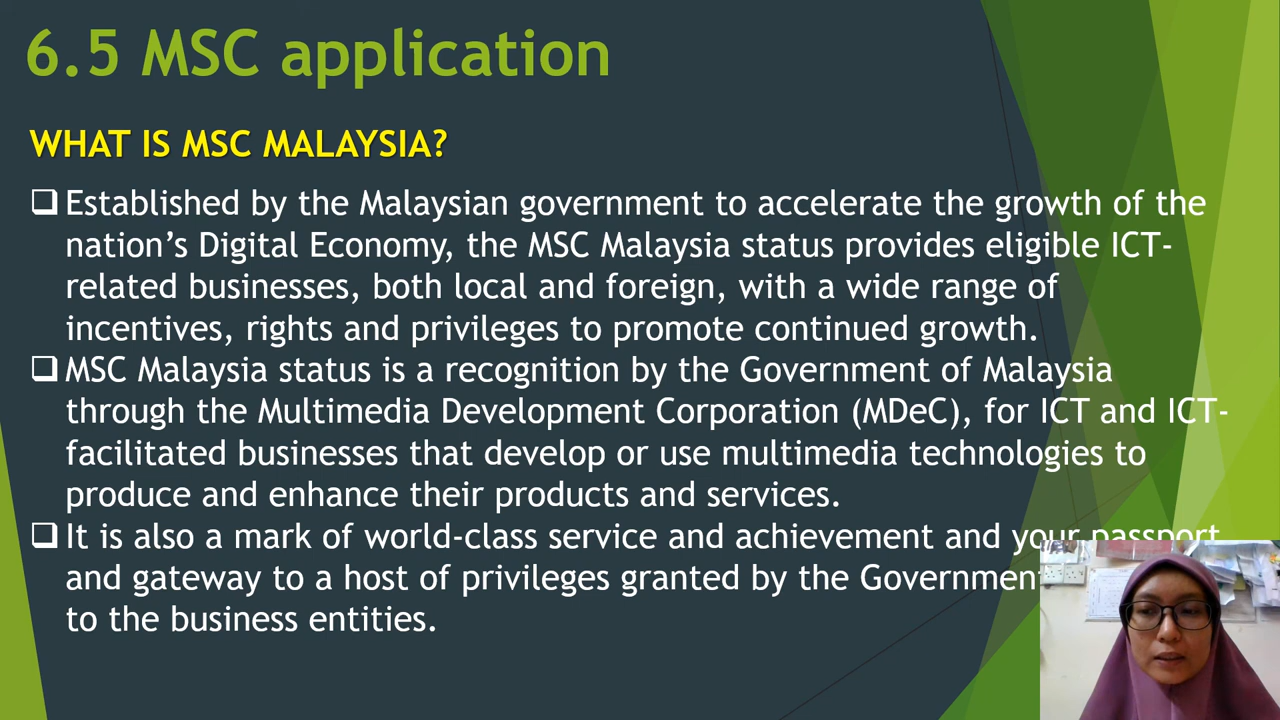 6.5 MSC application
WHAT IS MSC MALAYSIA?
Established by the Malaysian government to accelerate the growth of the
nation’s Digital Economy, the MSC Malaysia status provides eligible ICT-
related businesses, both local and foreign, with a wide range of
incentives, rights and privileges to promote continued growth.
MSC Malaysia status is a recognition by the Government of Malaysia
through the Multimedia Development Corporation (MDeC), for ICT and ICT-
facilitated businesses that develop or use multimedia technologies to
produce and enhance their products and services.
It is also a mark of world-class service and achievement and your passport
and gateway to a host of privileges granted by the Government
to the business entities.